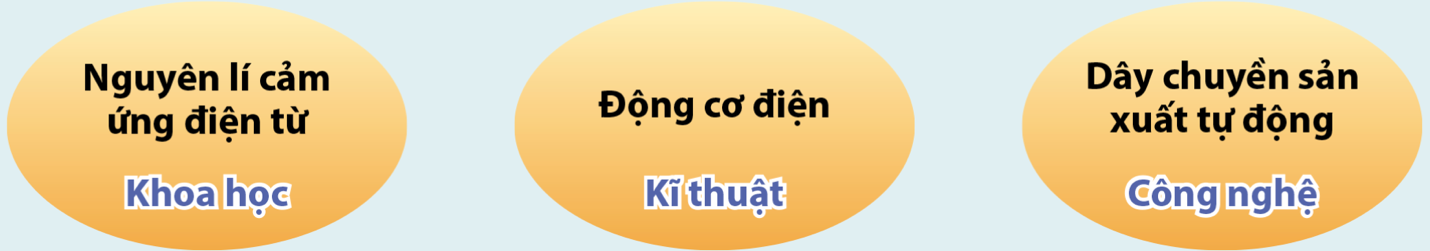 Nguyên lí cảm
ứng điện từ
Khoa học
Động cơ điện
Kĩ thuật
Dây chuyền sản
xuất tự động
Công nghệ